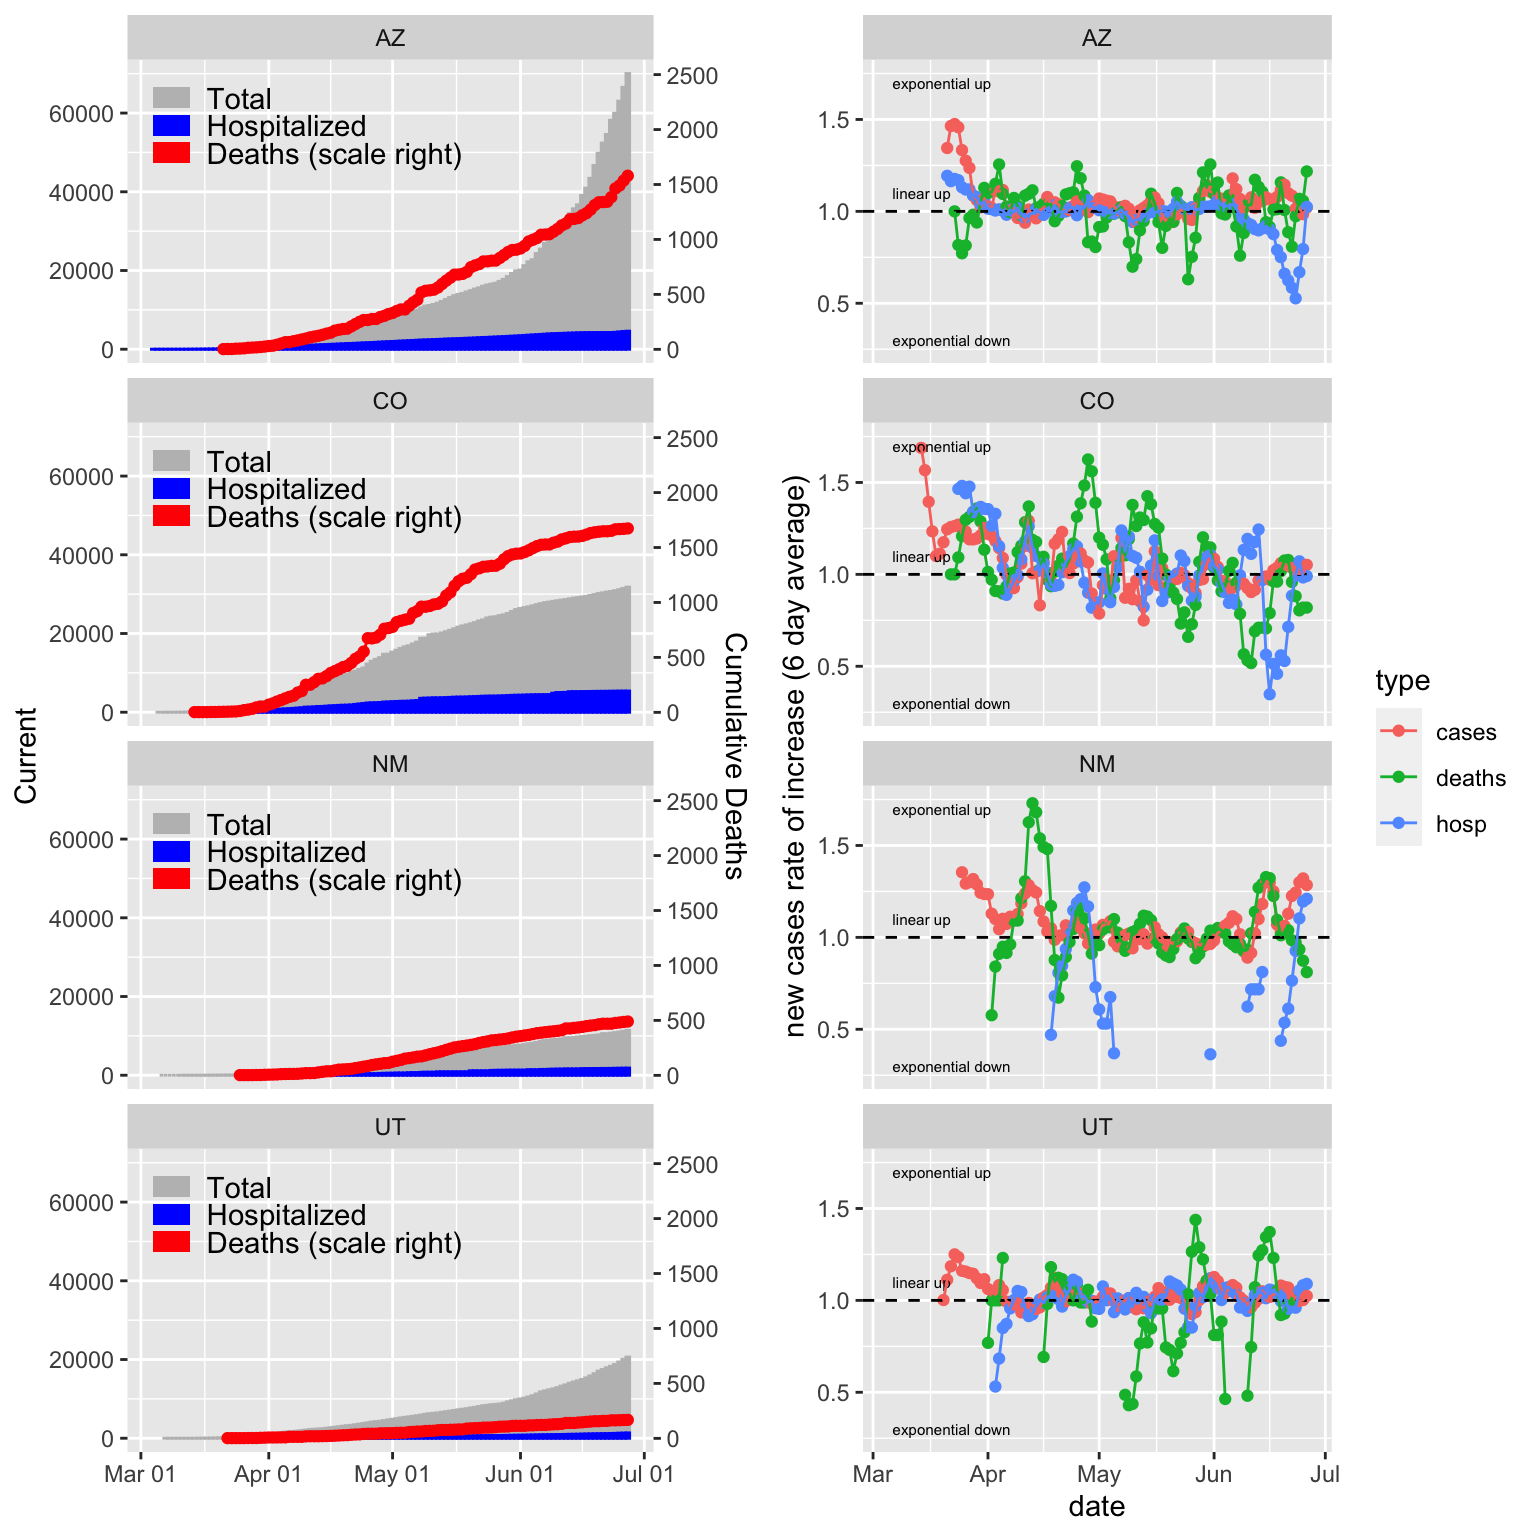 AZ
60000
40000
20000
0
Total
Hospitalized
Deaths (scale right)
2500
2000
1500
1000
500
0
CO
60000
40000
20000
0
Total
Hospitalized
Deaths (scale right)
2500
2000
1500
1000
500
0
NM
60000
40000
20000
0
Total
Hospitalized
Deaths (scale right)
2500
2000
1500
1000
500
0
UT
60000
40000
20000
0
Total
Hospitalized
Deaths (scale right)
2500
2000
1500
1000
500
0
Mar 01 Apr 01 May 01 Jun 01 Jul 01
Current
Cumulative Deaths
AZ
1.5
1.0
0.5
exponential up
linear up
exponential down
CO
1.5
1.0
0.5
exponential up
linear up
exponential down
NM
1.5
1.0
0.5
exponential up
linear up
exponential down
UT
1.5
1.0
0.5
exponential up
linear up
exponential down
Mar Apr May Jun Jul
date
new cases rate of increase (6 day average)
type
cases
deaths
hosp